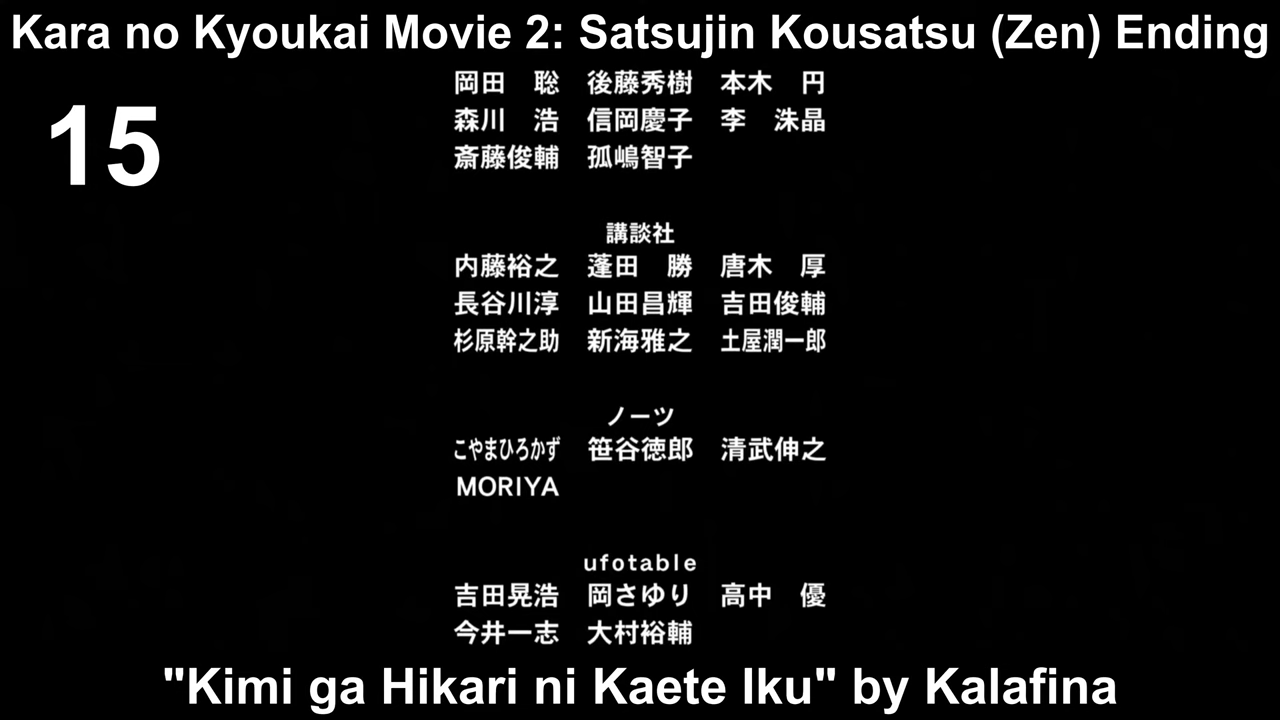 Kara no Kyoukai Movie 2: Satsujin Kousatsu (Zen) Ending
15
岡田　聡　後藤秀樹　本木　円
森川　浩　信岡慶子　李　洙晶
斎藤俊輔　孤嶋智子
講談社
内藤裕之　蓬田　勝　唐木　厚
長谷川淳　山田昌輝　吉田俊輔
杉原幹之助　新海雅之　土屋潤一郎
ノーツ
こやまひろかず　笹谷徳郎　清武伸之
MORIYA
ufotable
吉田晃浩　岡さゆり　高中　優
今井一志　大村裕輔
"Kimi ga Hikari ni Kaete Iku" by Kalafina